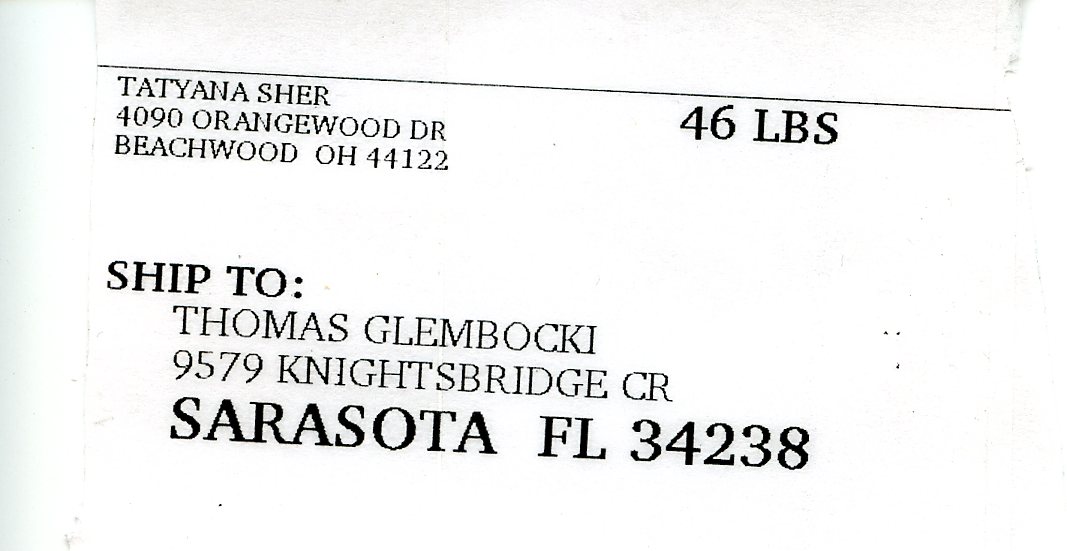 TATYANA SHER
4090 ORANGEWOOD DR
BEACHWOOD OH 44122
46 LBS
SHIP TO:
THOMAS GLEMBOCKI
9579 KNIGHTSBRIDGE CR
SARASOTA FL 34238